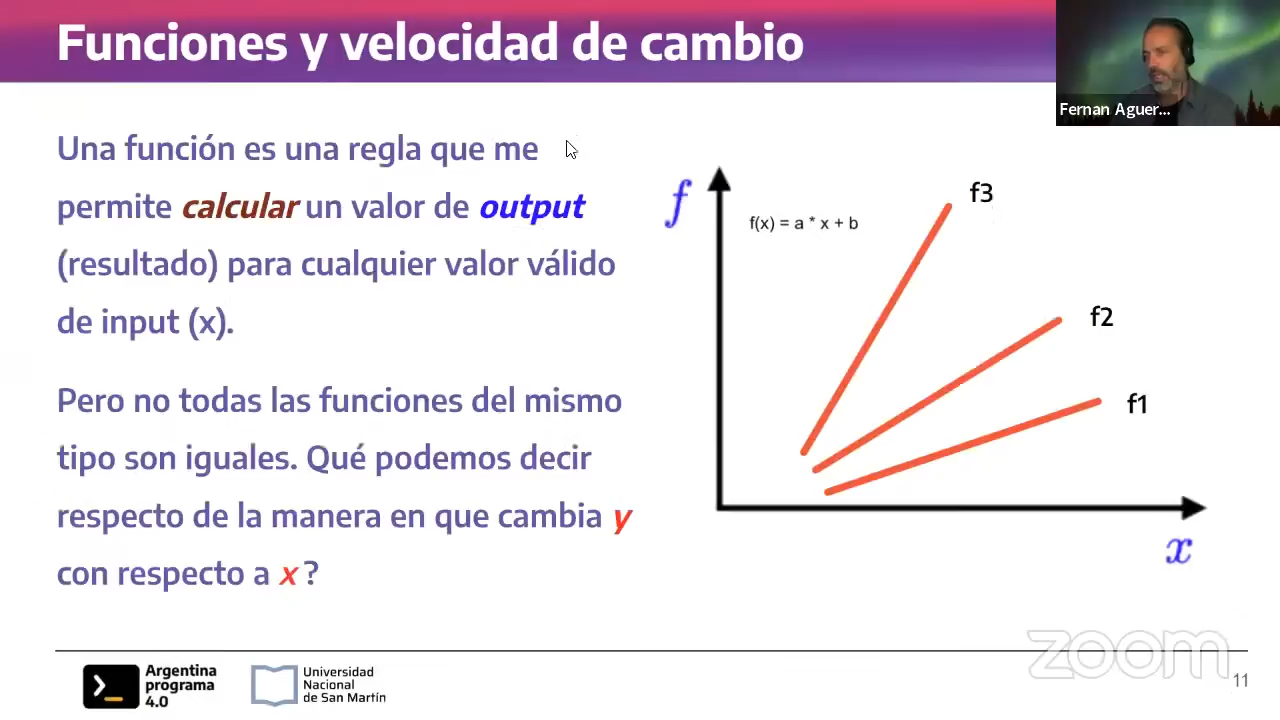 Funciones y velocidad de cambio
Fernan Aguer...
Una función es una regla que me
permite calcular un valor de output
(resultado) para cualquier valor válido
de input (x).
Pero no todas las funciones del mismo
tipo son iguales. Qué podemos decir
respecto de la manera en que cambia y
con respecto a x ?
f
f(x) = a * x + b
f3
f2
f1
x
zoom
Argentina
programa
4.0
Universidad
Nacional
de San Martín
11